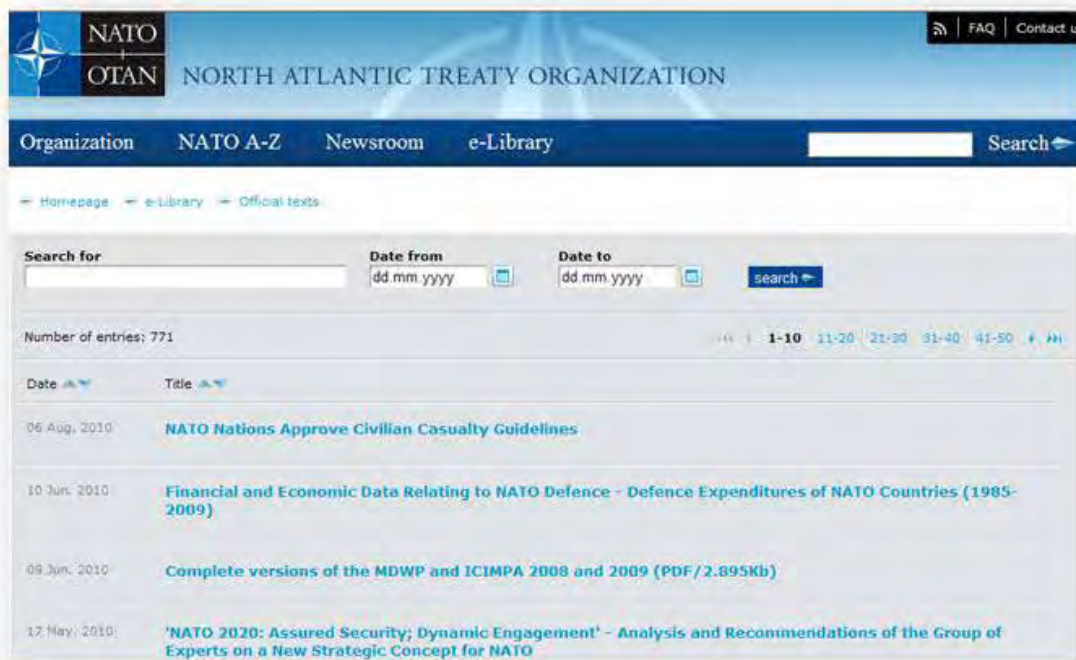 NATO
OTAN
NORTH ATLANTIC TREATY ORGANIZATION
FAQ Contact u
Organization NATO A-Z Newsroom e-Library Search
Homepage e-Library Official texts
Search for Date from Date to
dd mm yyyy dd mm yyyy search
Number of entries: 771 1-10 11-20 21-30 31-40 41-50
Date Title
06 Aug. 2010 NATO Nations Approve Civilian Casualty Guidelines
10 Jun. 2010 Financial and Economic Data Relating to NATO Defence - Defence Expenditures of NATO Countries (1985-
2009)
09 Jun. 2010 Complete versions of the MDWP and ICIMPA 2008 and 2009 (PDF/2.895Kb)
17 May. 2010 'NATO 2020: Assured Security; Dynamic Engagement' - Analysis and Recommendations of the Group of
Experts on a New Strategic Concept for NATO